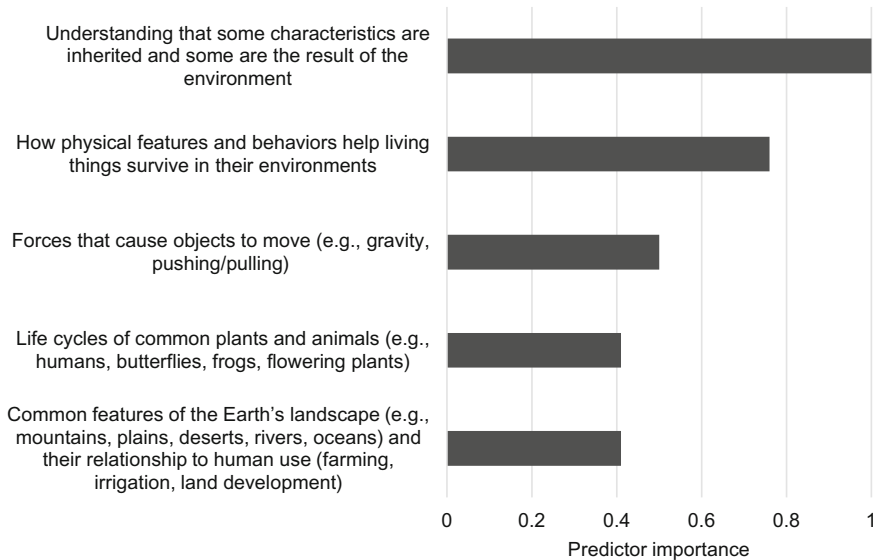 Understanding that some characteristics are
inherited and some are the result of the
environment
How physical features and behaviors help living
things survive in their environments
Forces that cause objects to move (e.g., gravity,
pushing/pulling)
Life cycles of common plants and animals (e.g.,
humans, butterflies, frogs, flowering plants)
Common features of the Earth’s landscape (e.g.,
mountains, plains, deserts, rivers, oceans) and
their relationship to human use (farming,
irrigation, land development)
0 0.2 0.4 0.6 0.8 1
Predictor importance